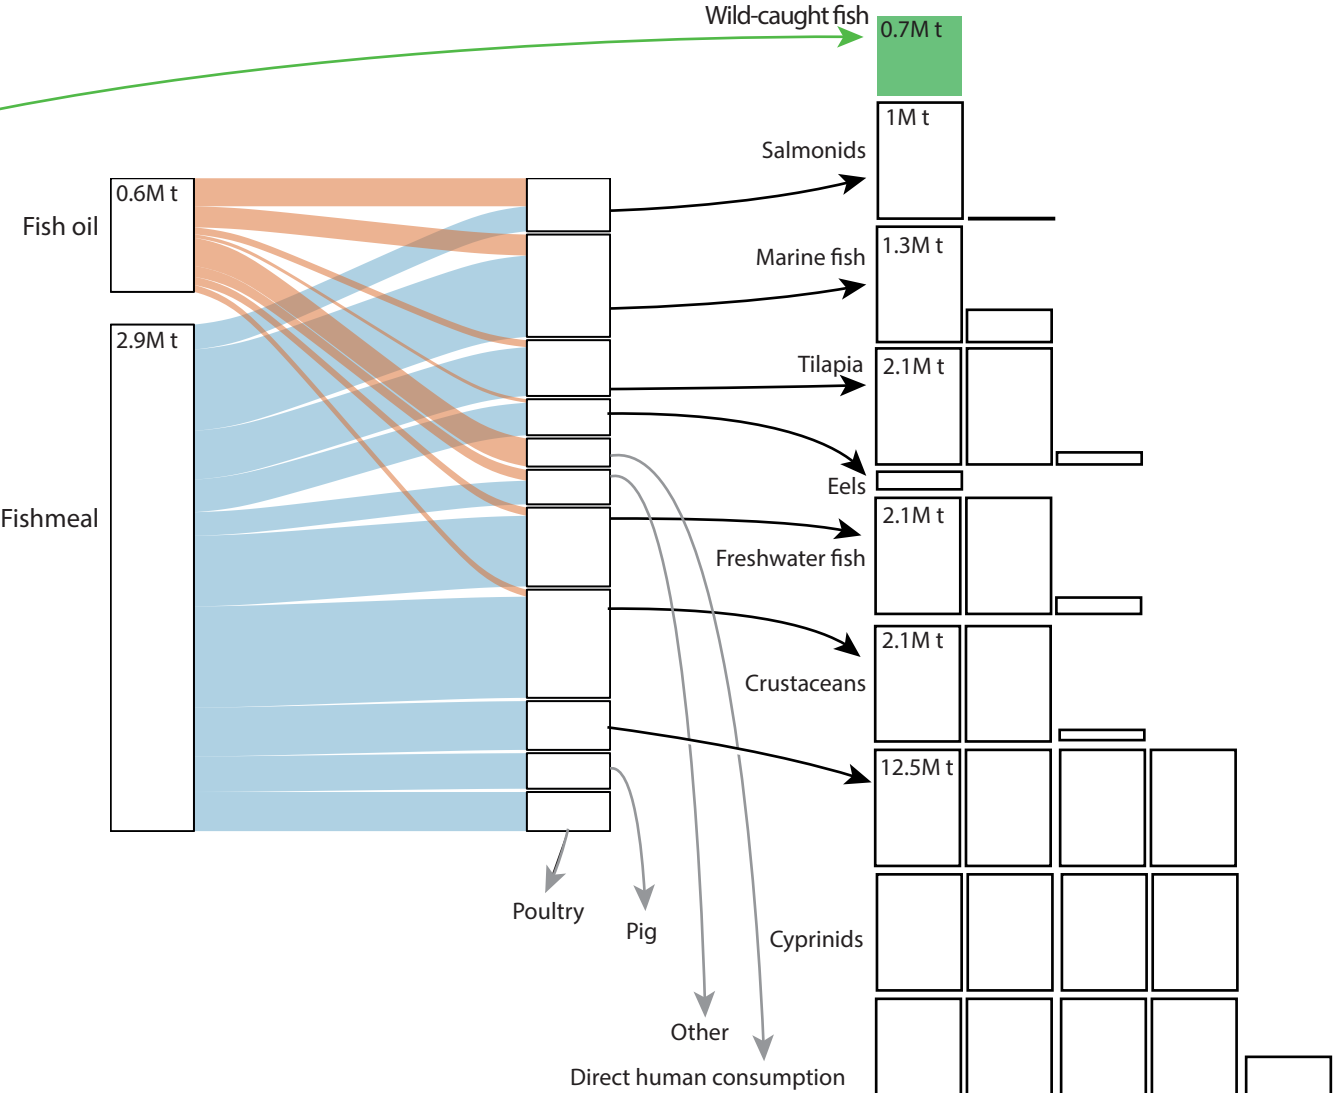 Wild-caught fish
0.7M t
1M t
Salmonids
0.6M t
Fish oil
1.3M t
Marine fish
2.9M t
Tilapia
2.1M t
Eels
Fishmeal
2.1M t
Freshwater fish
2.1M t
Crustaceans
12.5M t
Poultry
Pig
Cyprinids
Other
Direct human consumption